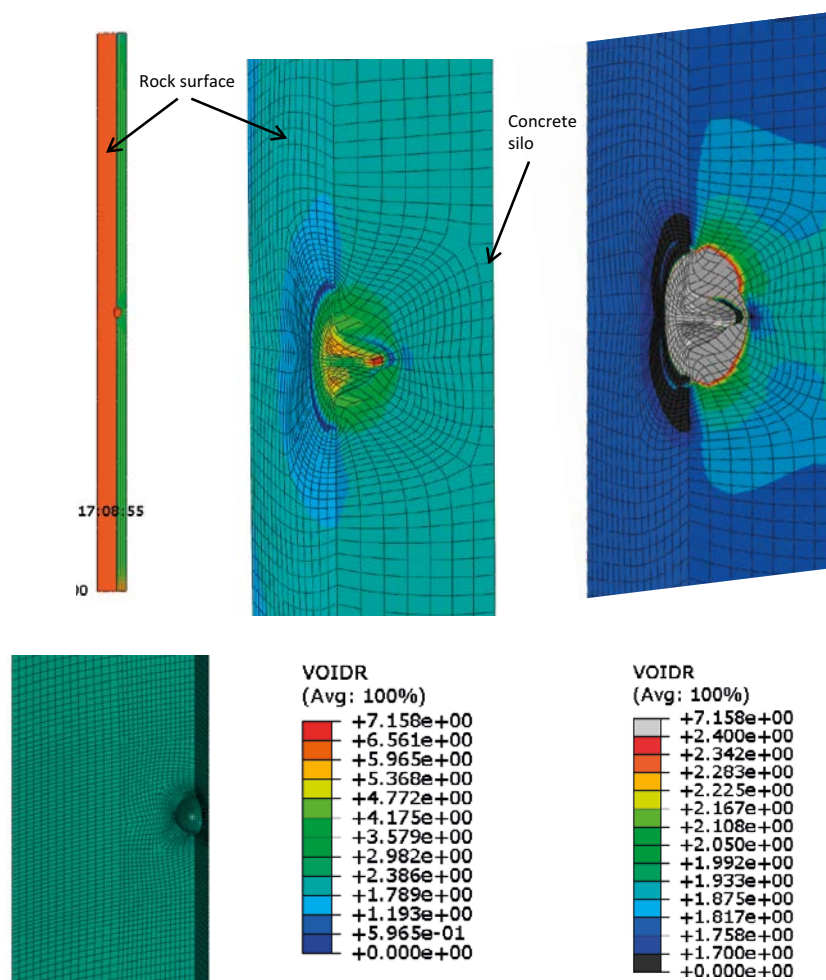 Rock surface
Concrete
silo
17:08:55
00
VOIDR
(Avg: 100%)
+7.158e+00
+6.561e+00
+5.965e+00
+5.368e+00
+4.772e+00
+4.175e+00
+3.579e+00
+2.982e+00
+2.386e+00
+1.789e+00
+1.193e+00
+5.965e-01
+0.000e+00
VOIDR
(Avg: 100%)
+7.158e+00
+2.400e+00
+2.342e+00
+2.283e+00
+2.225e+00
+2.167e+00
+2.108e+00
+2.050e+00
+1.992e+00
+1.933e+00
+1.875e+00
+1.817e+00
+1.758e+00
+1.700e+00
+0.000e+00